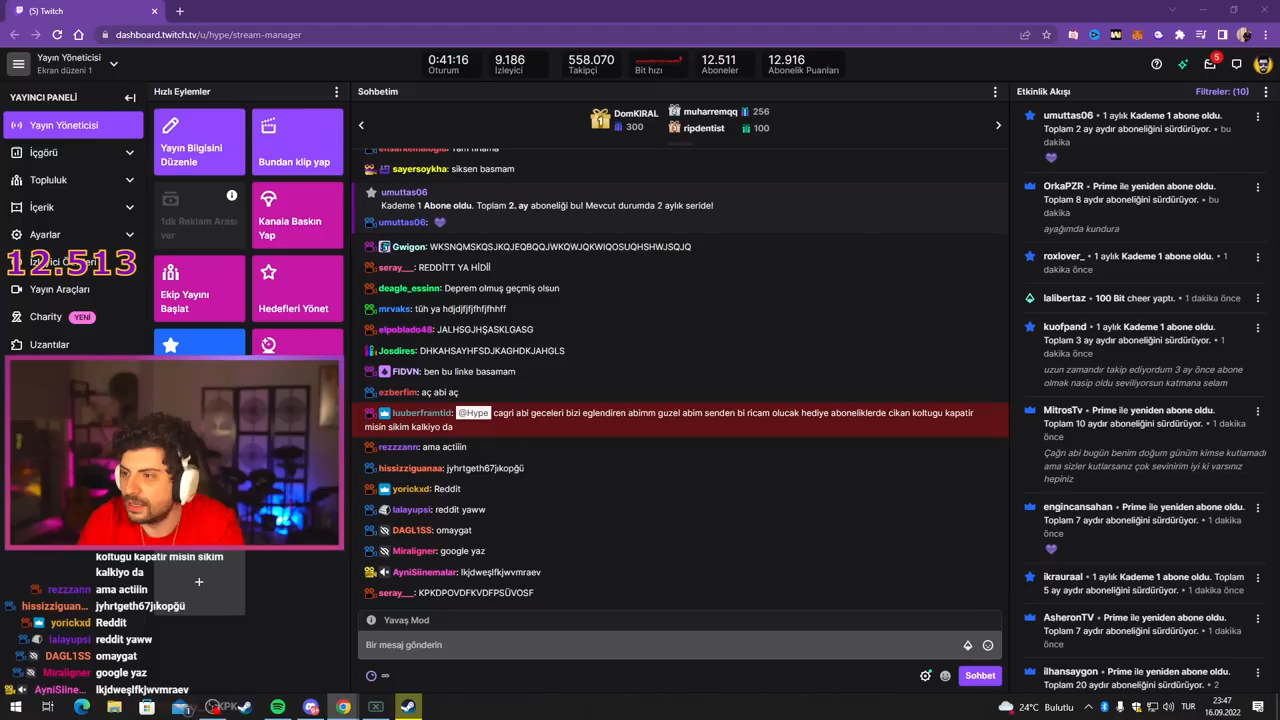 (5) Twitch
dashboard.twitch.tv/u/hype/stream-manager
Yayın Yöneticisi
Ekran düzeni 1
0:41:16
Oturum
9.186
İzleyici
558.070
Takipçi
Bit hızı
12.511
Aboneler
12.916
Abonelik Puanları
5
YAYINCI PANELİ
Yayın Yöneticisi
İçgörü
Topluluk
İçerik
Ayarlar
12.513
Yayın Araçları
Charity YENİ
Uzantılar
Hızlı Eylemler
Yayın Bilgisini
Düzenle
Bundan klip yap
1dk Reklam Arası
ver
Kanala Baskın
Yap
Ekip Yayını
Başlat
Hedefleri Yönet
koltugu kapatir misin sikim
kalkiyo da
rezzzann: ama actiiin
hissizziguan... jyhrtgeth67jıkopğü
yorickxd: Reddit
lalayupsi: reddit yaww
DAGL1SS: omaygat
Miraligner: google yaz
AyniSiine... lkjdweşlfkjwvmraev
Sohbetim
1
DomKIRAL
300
muharremqq 256
ripdentist 100
sayersoykha: siksen basmam
umuttas06
Kademe 1 Abone oldu. Toplam 2. ay aboneliği bu! Mevcut durumda 2 aylık seride!
umuttas06:
Gwigon: WKSNQMSKQSJKQJEQBQQJWKQWJQKWIQOSUQHSHWJSQJQ
seray___: REDDİTT YA HİDİİ
deagle_essinn: Deprem olmuş geçmiş olsun
mrvaks: tüh ya hdjdjfjfjfhfjfhhff
elpoblado48: JALHSGJHŞASKLGASG
Josdires: DHKAHSAYHFSDJKAGHDKJAHGLS
FIDVN: ben bu linke basamam
ezberfim: aç abi aç
luuberframtid: @Hype cagri abi geceleri bizi eglendiren abimm guzel abim senden bi ricam olucak hediye aboneliklerde cikan koltugu kapatir
misin sikim kalkiyo da
rezzzann: ama actiiin
hissizziguanaa: jyhrtgeth67jıkopğü
yorickxd: Reddit
lalayupsi: reddit yaww
DAGL1SS: omaygat
Miraligner: google yaz
AyniSiinemalar: lkjdweşlfkjwvmraev
seray___: KPKDPOVDFKVDFPSÜVOSF
Yavaş Mod
Bir mesaj gönderin
∞
Sohbet
Etkinlik Akışı
Filtreler: (10)
umuttas06 • 1 aylık Kademe 1 abone oldu.
Toplam 2 ay aydır aboneliğini sürdürüyor. • bu
dakika
OrkaPZR • Prime ile yeniden abone oldu.
Toplam 8 aydır aboneliğini sürdürüyor. • bu
dakika
ayağımda kundura
roxlover_ • 1 aylık Kademe 1 abone oldu. • 1
dakika önce
lalibertaz • 100 Bit cheer yaptı. • 1 dakika önce
kuofpand • 1 aylık Kademe 1 abone oldu.
Toplam 3 ay aydır aboneliğini sürdürüyor. • 1
dakika önce
uzun zamandır takip ediyordum 3 ay önce abone
olmak nasip oldu seviliyorsun katmana selam
MitrosTv • Prime ile yeniden abone oldu.
Toplam 10 aydır aboneliğini sürdürüyor. • 1 dakika
önce
Çağrı abi bugün benim doğum günüm kimse kutlamadı
ama sizler kutlarsanız çok sevinirim iyi ki varsınız
hepiniz
engincansahan • Prime ile yeniden abone oldu.
Toplam 7 aydır aboneliğini sürdürüyor. • 1 dakika
önce
ikrauraal • 1 aylık Kademe 1 abone oldu. Toplam
5 ay aydır aboneliğini sürdürüyor. • 1 dakika önce
AsheronTV • Prime ile yeniden abone oldu.
Toplam 7 aydır aboneliğini sürdürüyor. • 1 dakika
önce
ilhansaygon • Prime ile yeniden abone oldu.
Toplam 20 aydır aboneliğini sürdürüyor. • 2
24°C Bulutlu
TUR
23:47
16.09.2022